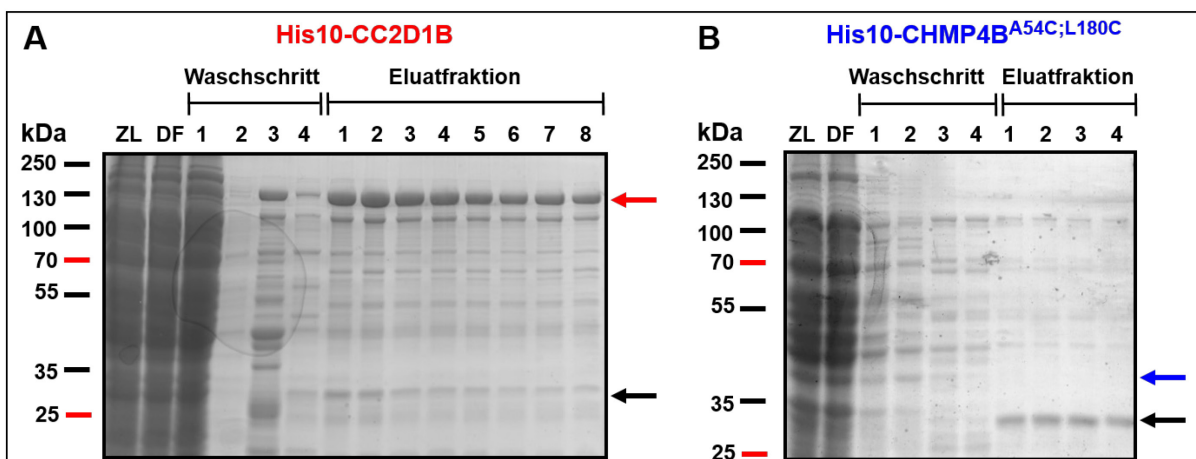 A
His10-CC2D1B
Waschschritt Eluatfraktion
kDa ZL DF 1 2 3 4 1 2 3 4 5 6 7 8
250
130
100
70
55
35
25
B
His10-CHMP4B^A54C;L180C
Waschschritt Eluatfraktion
kDa ZL DF 1 2 3 4 1 2 3 4
250
130
100
70
55
35
25